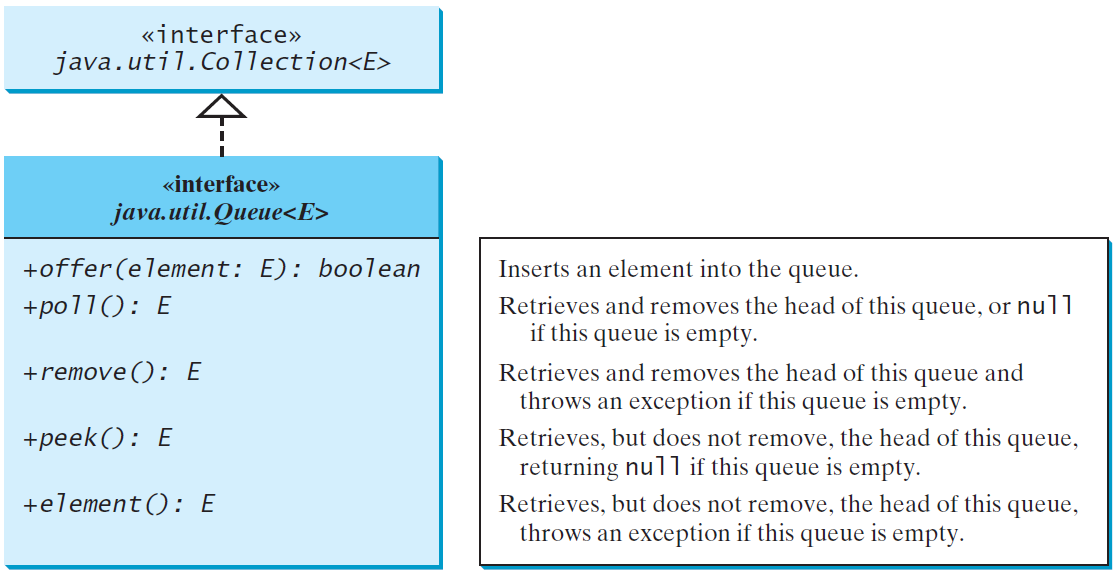 «interface»
java.util.Collection<E>
«interface»
java.util.Queue<E>
+offer(element: E): boolean
Inserts an element into the queue.
+poll(): E
Retrieves and removes the head of this queue, or null
if this queue is empty.
+remove(): E
Retrieves and removes the head of this queue and
throws an exception if this queue is empty.
+peek(): E
Retrieves, but does not remove, the head of this queue,
returning null if this queue is empty.
+element(): E
Retrieves, but does not remove, the head of this queue,
throws an exception if this queue is empty.